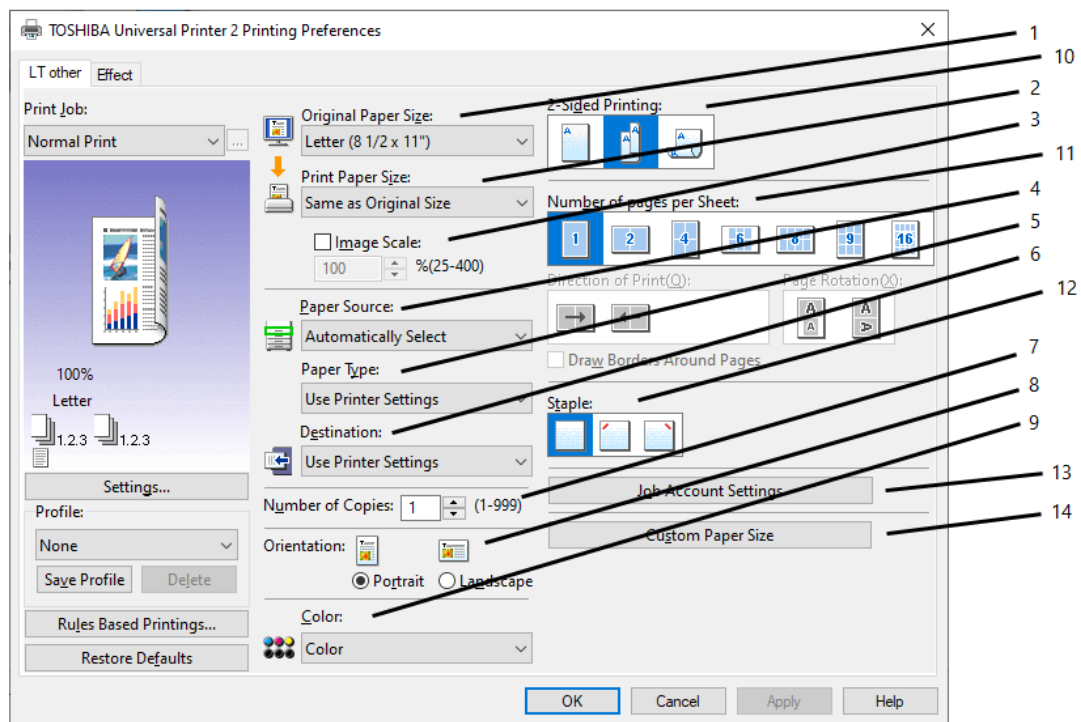 TOSHIBA Universal Printer 2 Printing Preferences
LT other
Effect
Print Job:
Normal Print
...
100%
Letter
1.2.3
1.2.3
Settings...
Profile:
None
Save Profile
Delete
Rules Based Printings...
Restore Defaults
Original Paper Size:
Letter (8 1/2 x 11")
Print Paper Size:
Same as Original Size
Image Scale:
100 %(25-400)
Paper Source:
Automatically Select
Paper Type:
Use Printer Settings
Destination:
Use Printer Settings
Number of Copies: 1 (1-999)
Orientation:
Portrait
Landscape
Color:
Color
2-Sided Printing:
Number of pages per Sheet:
1 2 4 6 8 9 16
Direction of Print(O):
Page Rotation(X):
A A
A A
Draw Borders Around Pages
Staple:
Job Account Settings
Custom Paper Size
OK
Cancel
Apply
Help
1
10
2
3
11
4
5
6
12
7
8
9
13
14